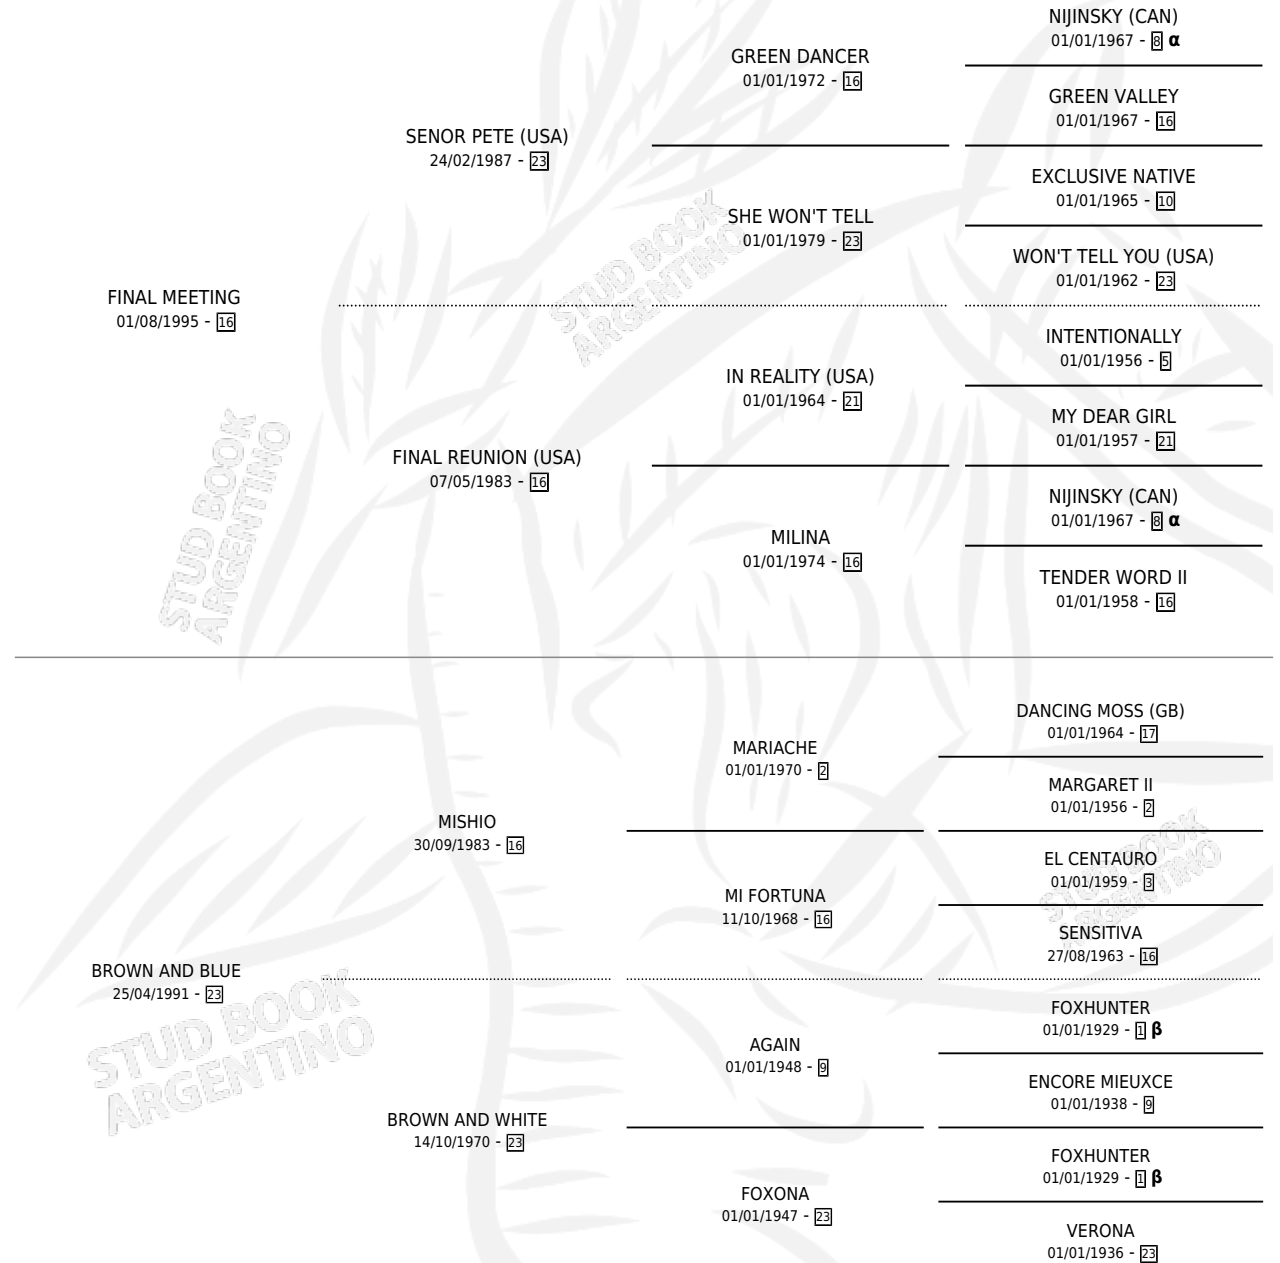 NIJINSKY (CAN)
01/01/1967 - 8 α
GREEN DANCER
01/01/1972 - 16
GREEN VALLEY
01/01/1967 - 16
SENOR PETE (USA)
24/02/1987 - 23
EXCLUSIVE NATIVE
01/01/1965 - 10
SHE WON'T TELL
01/01/1979 - 23
WON'T TELL YOU (USA)
01/01/1962 - 23
FINAL MEETING
01/08/1995 - 16
INTENTIONALLY
01/01/1956 - 5
IN REALITY (USA)
01/01/1964 - 21
MY DEAR GIRL
01/01/1957 - 21
FINAL REUNION (USA)
07/05/1983 - 16
NIJINSKY (CAN)
01/01/1967 - 8 α
MILINA
01/01/1974 - 16
TENDER WORD II
01/01/1958 - 16
DANCING MOSS (GB)
01/01/1964 - 17
MARIACHE
01/01/1970 - 2
MARGARET II
01/01/1956 - 2
MISHIO
30/09/1983 - 16
EL CENTAURO
01/01/1959 - 3
MI FORTUNA
11/10/1968 - 16
SENSITIVA
27/08/1963 - 16
BROWN AND BLUE
25/04/1991 - 23
FOXHUNTER
01/01/1929 - 1 β
AGAIN
01/01/1948 - 9
ENCORE MIEUXCE
01/01/1938 - 9
BROWN AND WHITE
14/10/1970 - 23
FOXHUNTER
01/01/1929 - 1 β
FOXONA
01/01/1947 - 23
VERONA
01/01/1936 - 23
STUD BOOK
ARGENTINO
STUD BOOK
ARGENTINO
STUD BOOK
ARGENTINO
STUD BOOK
ARGENTINO